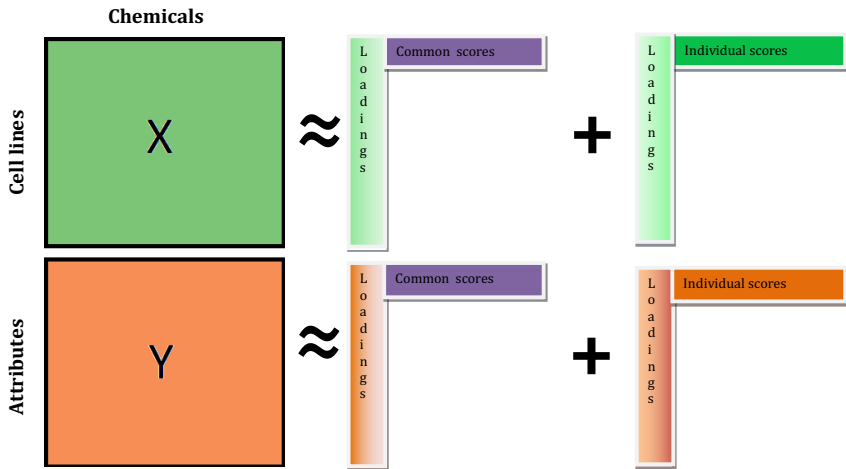 Chemicals
Cell lines
X
≈
Loadings
Common scores
+
Loadings
Individual scores
Attributes
Y
≈
Loadings
Common scores
+
Loadings
Individual scores